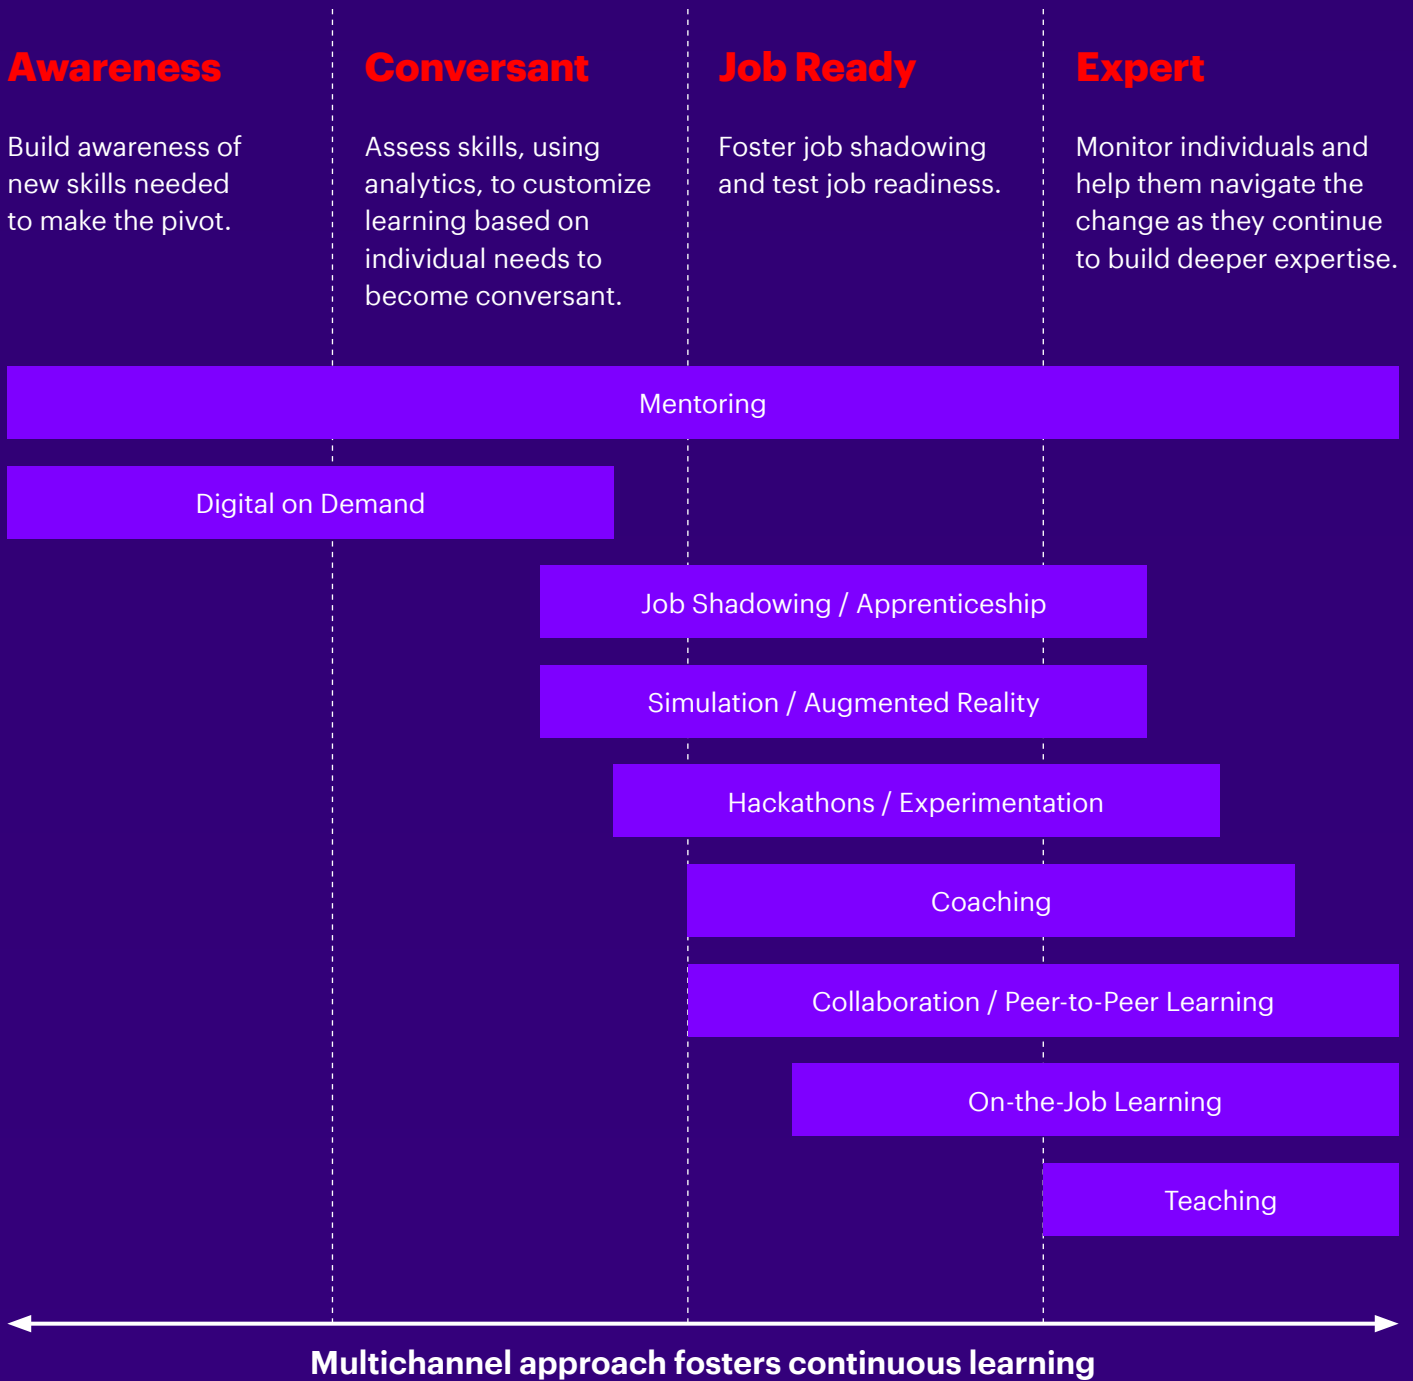 Awareness
Build awareness of
new skills needed
to make the pivot.
Conversant
Assess skills, using
analytics, to customize
learning based on
individual needs to
become conversant.
Job Ready
Foster job shadowing
and test job readiness.
Expert
Monitor individuals and
help them navigate the
change as they continue
to build deeper expertise.
Mentoring
Digital on Demand
Job Shadowing / Apprenticeship
Simulation / Augmented Reality
Hackathons / Experimentation
Coaching
Collaboration / Peer-to-Peer Learning
On-the-Job Learning
Teaching
Multichannel approach fosters continuous learning